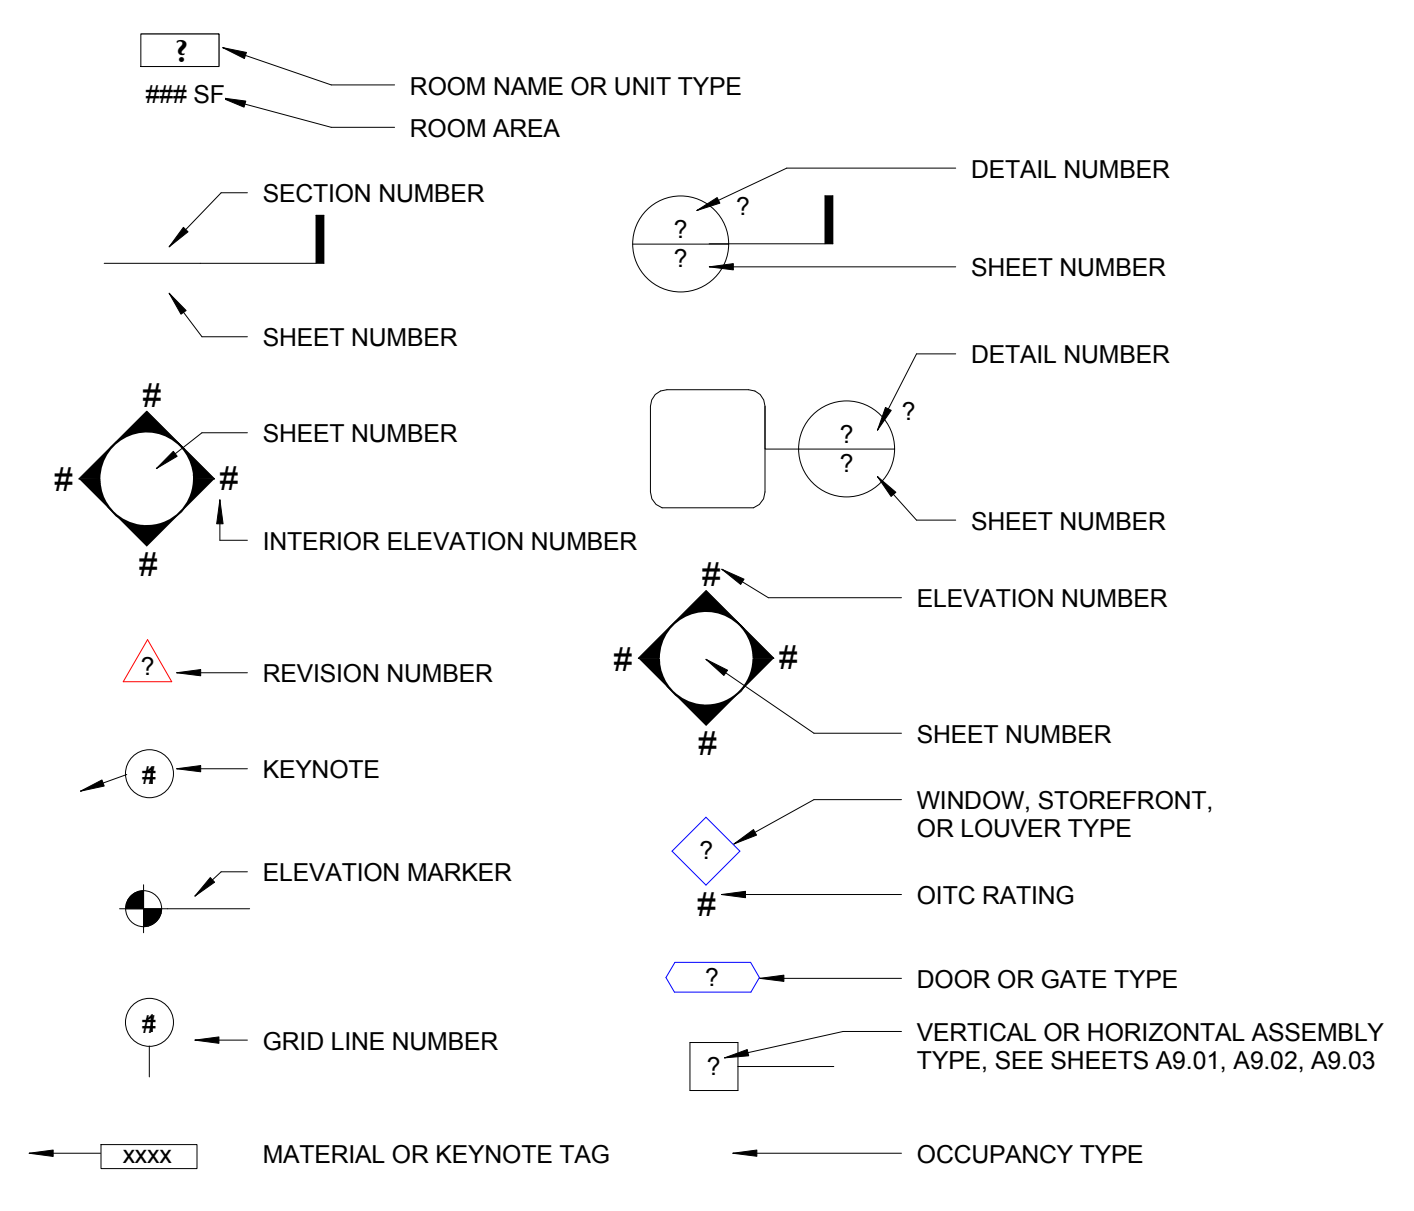 ?
ROOM NAME OR UNIT TYPE
### SF
ROOM AREA
SECTION NUMBER
SHEET NUMBER
#
SHEET NUMBER
# #
INTERIOR ELEVATION NUMBER
#
?
REVISION NUMBER
#
KEYNOTE
ELEVATION MARKER
#
GRID LINE NUMBER
XXXX
MATERIAL OR KEYNOTE TAG
DETAIL NUMBER
?
?
?
SHEET NUMBER
DETAIL NUMBER
?
?
?
SHEET NUMBER
#
ELEVATION NUMBER
# #
SHEET NUMBER
#
WINDOW, STOREFRONT,
OR LOUVER TYPE
?
#
OITC RATING
?
DOOR OR GATE TYPE
VERTICAL OR HORIZONTAL ASSEMBLY
TYPE, SEE SHEETS A9.01, A9.02, A9.03
?
OCCUPANCY TYPE